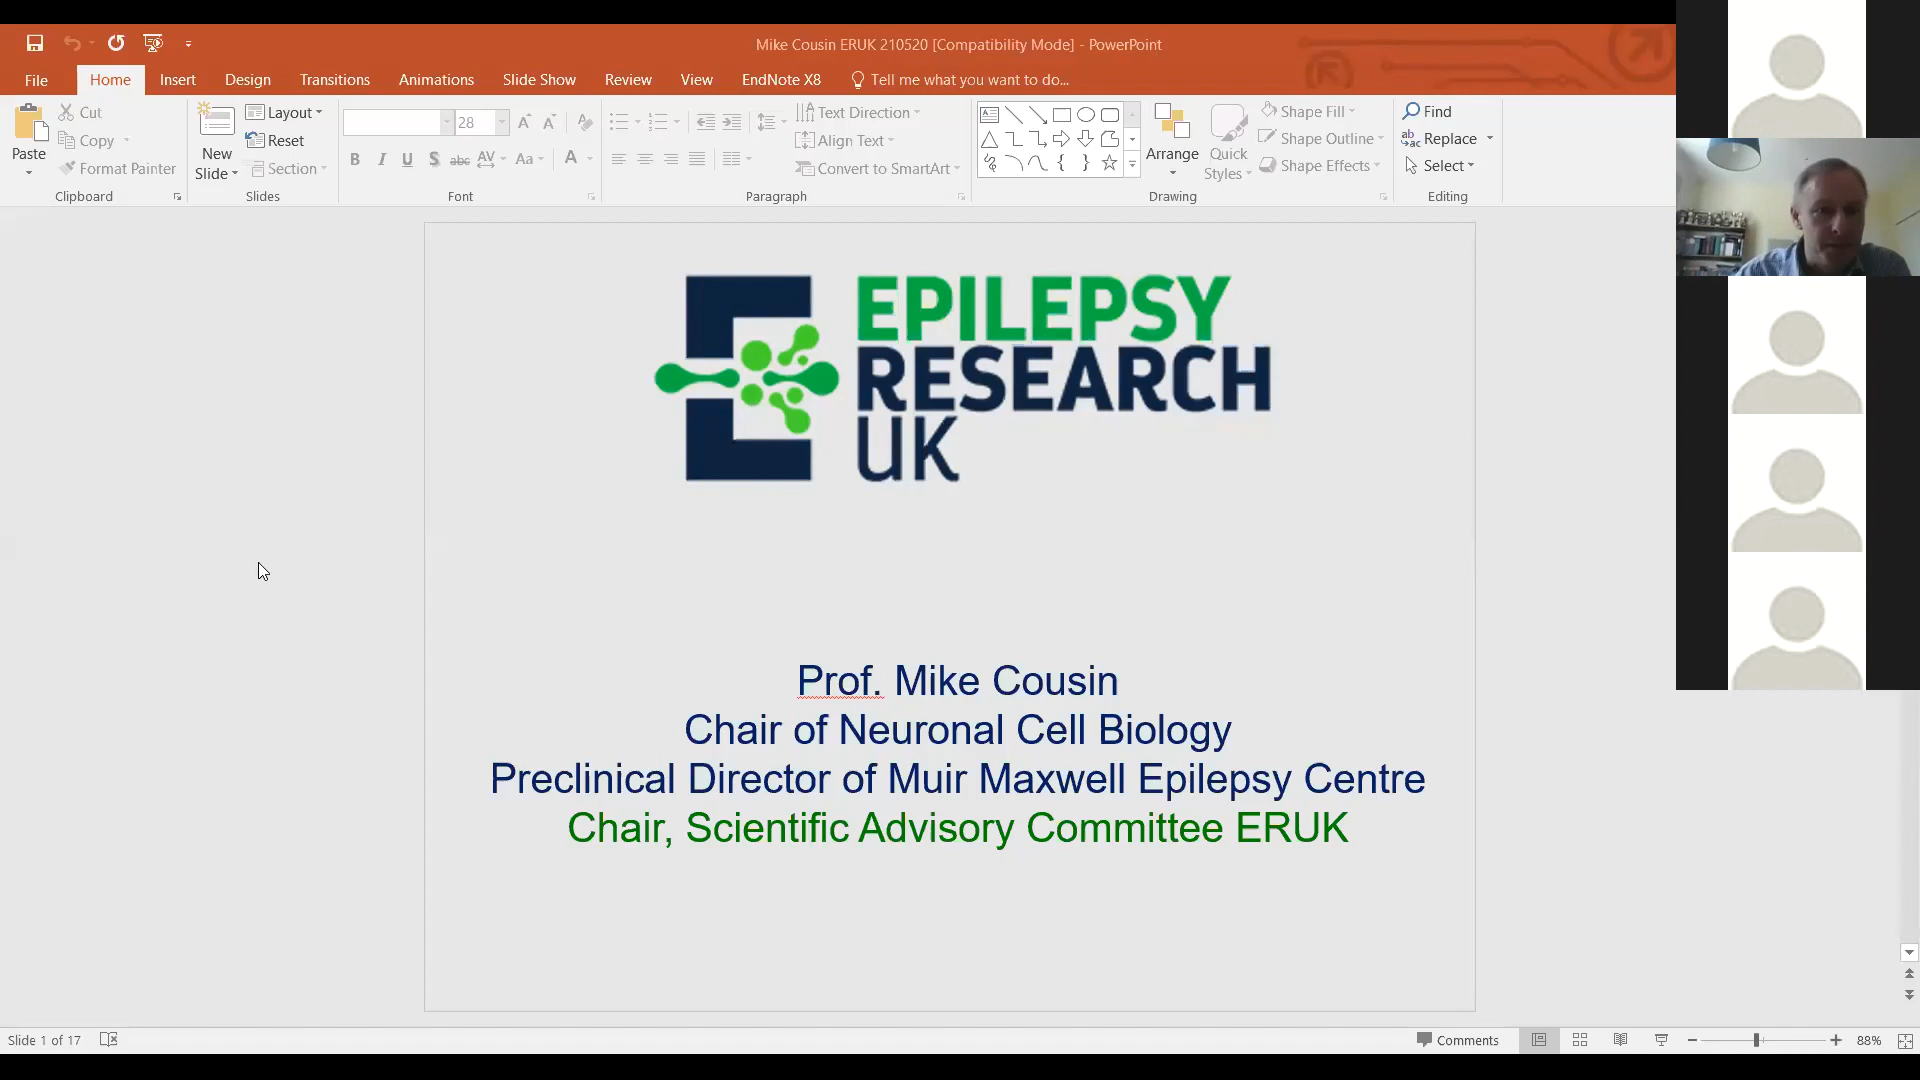 Mike Cousin ERUK 210520 [Compatibility Mode] - PowerPoint
File Home Insert Design Transitions Animations Slide Show Review View EndNote X8 Tell me what you want to do...
Paste
Cut
Copy
Format Painter
Clipboard
New
Slide
Layout
Reset
Section
Slides
28
B I U S abc AV Aa A
Font
Text Direction
Align Text
Convert to SmartArt
Paragraph
Arrange
Quick
Styles
Shape Fill
Shape Outline
Shape Effects
Drawing
Find
Replace
Select
Editing
EPILEPSY
RESEARCH
UK
Prof. Mike Cousin
Chair of Neuronal Cell Biology
Preclinical Director of Muir Maxwell Epilepsy Centre
Chair, Scientific Advisory Committee ERUK
Slide 1 of 17
Comments
88%